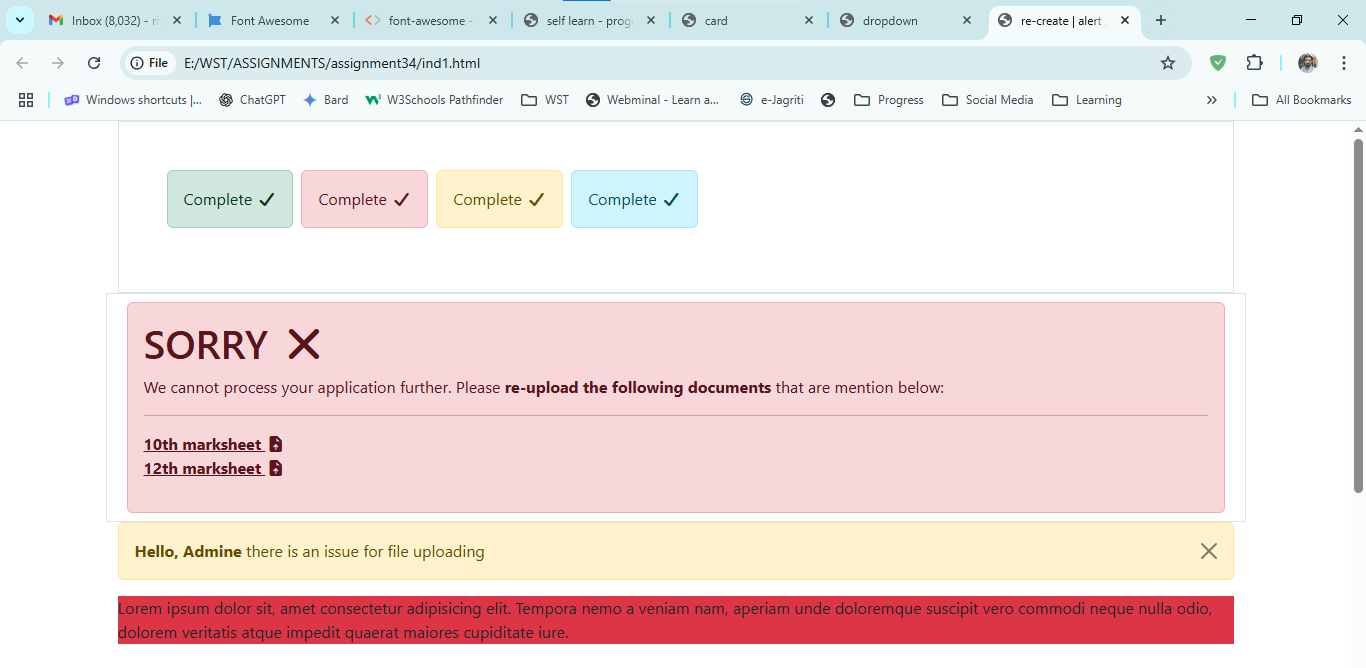 Inbox (8,032) - ri
Font Awesome
font-awesome -
self learn - prog
card
dropdown
re-create | alert
File E:/WST/ASSIGNMENTS/assignment34/ind1.html
Windows shortcuts |...
ChatGPT
Bard
W3Schools Pathfinder
WST
Webminal - Learn a...
e-Jagriti
Progress
Social Media
Learning
All Bookmarks
Complete
Complete
Complete
Complete
SORRY
We cannot process your application further. Please re-upload the following documents that are mention below:
10th marksheet
12th marksheet
Hello, Admine there is an issue for file uploading
Lorem ipsum dolor sit, amet consectetur adipisicing elit. Tempora nemo a veniam nam, aperiam unde doloremque suscipit vero commodi neque nulla odio,
dolorem veritatis atque impedit quaerat maiores cupiditate iure.